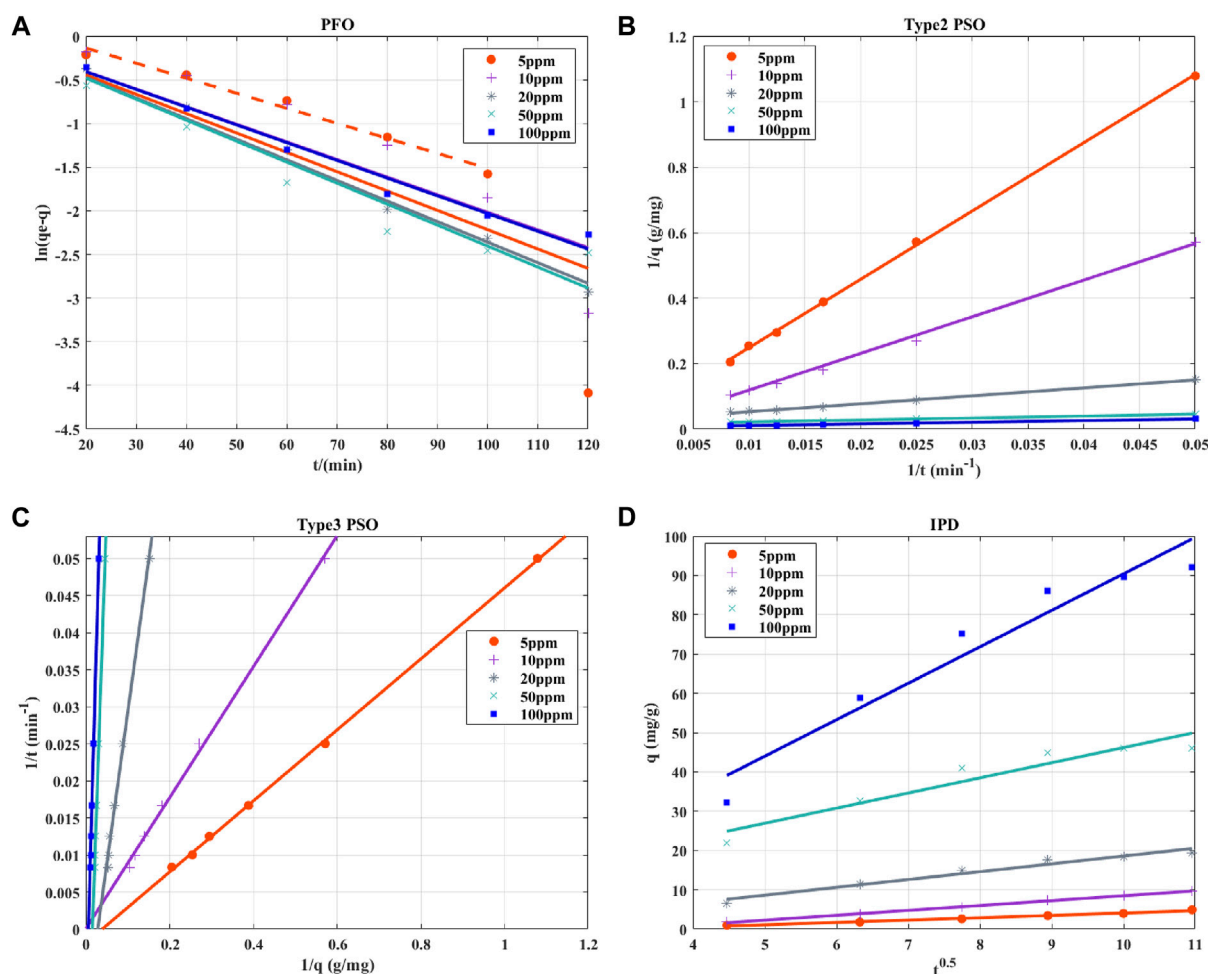 A
PFO
0
-0.5
-1
-1.5
-2
-2.5
-3
-3.5
-4
-4.5
ln(qe-q)
20 30 40 50 60 70 80 90 100 110 120
t/(min)
5ppm
10ppm
20ppm
50ppm
100ppm
B
Type2 PSO
1.2
1
0.8
0.6
0.4
0.2
0
1/q (g/mg)
0.005 0.01 0.015 0.02 0.025 0.03 0.035 0.04 0.045 0.05
1/t (min⁻¹)
5ppm
10ppm
20ppm
50ppm
100ppm
C
Type3 PSO
0.05
0.045
0.04
0.035
0.03
0.025
0.02
0.015
0.01
0.005
0
1/t (min⁻¹)
0 0.2 0.4 0.6 0.8 1 1.2
1/q (g/mg)
5ppm
10ppm
20ppm
50ppm
100ppm
D
IPD
100
90
80
70
60
50
40
30
20
10
0
q (mg/g)
4 5 6 7 8 9 10 11
t^0.5
5ppm
10ppm
20ppm
50ppm
100ppm